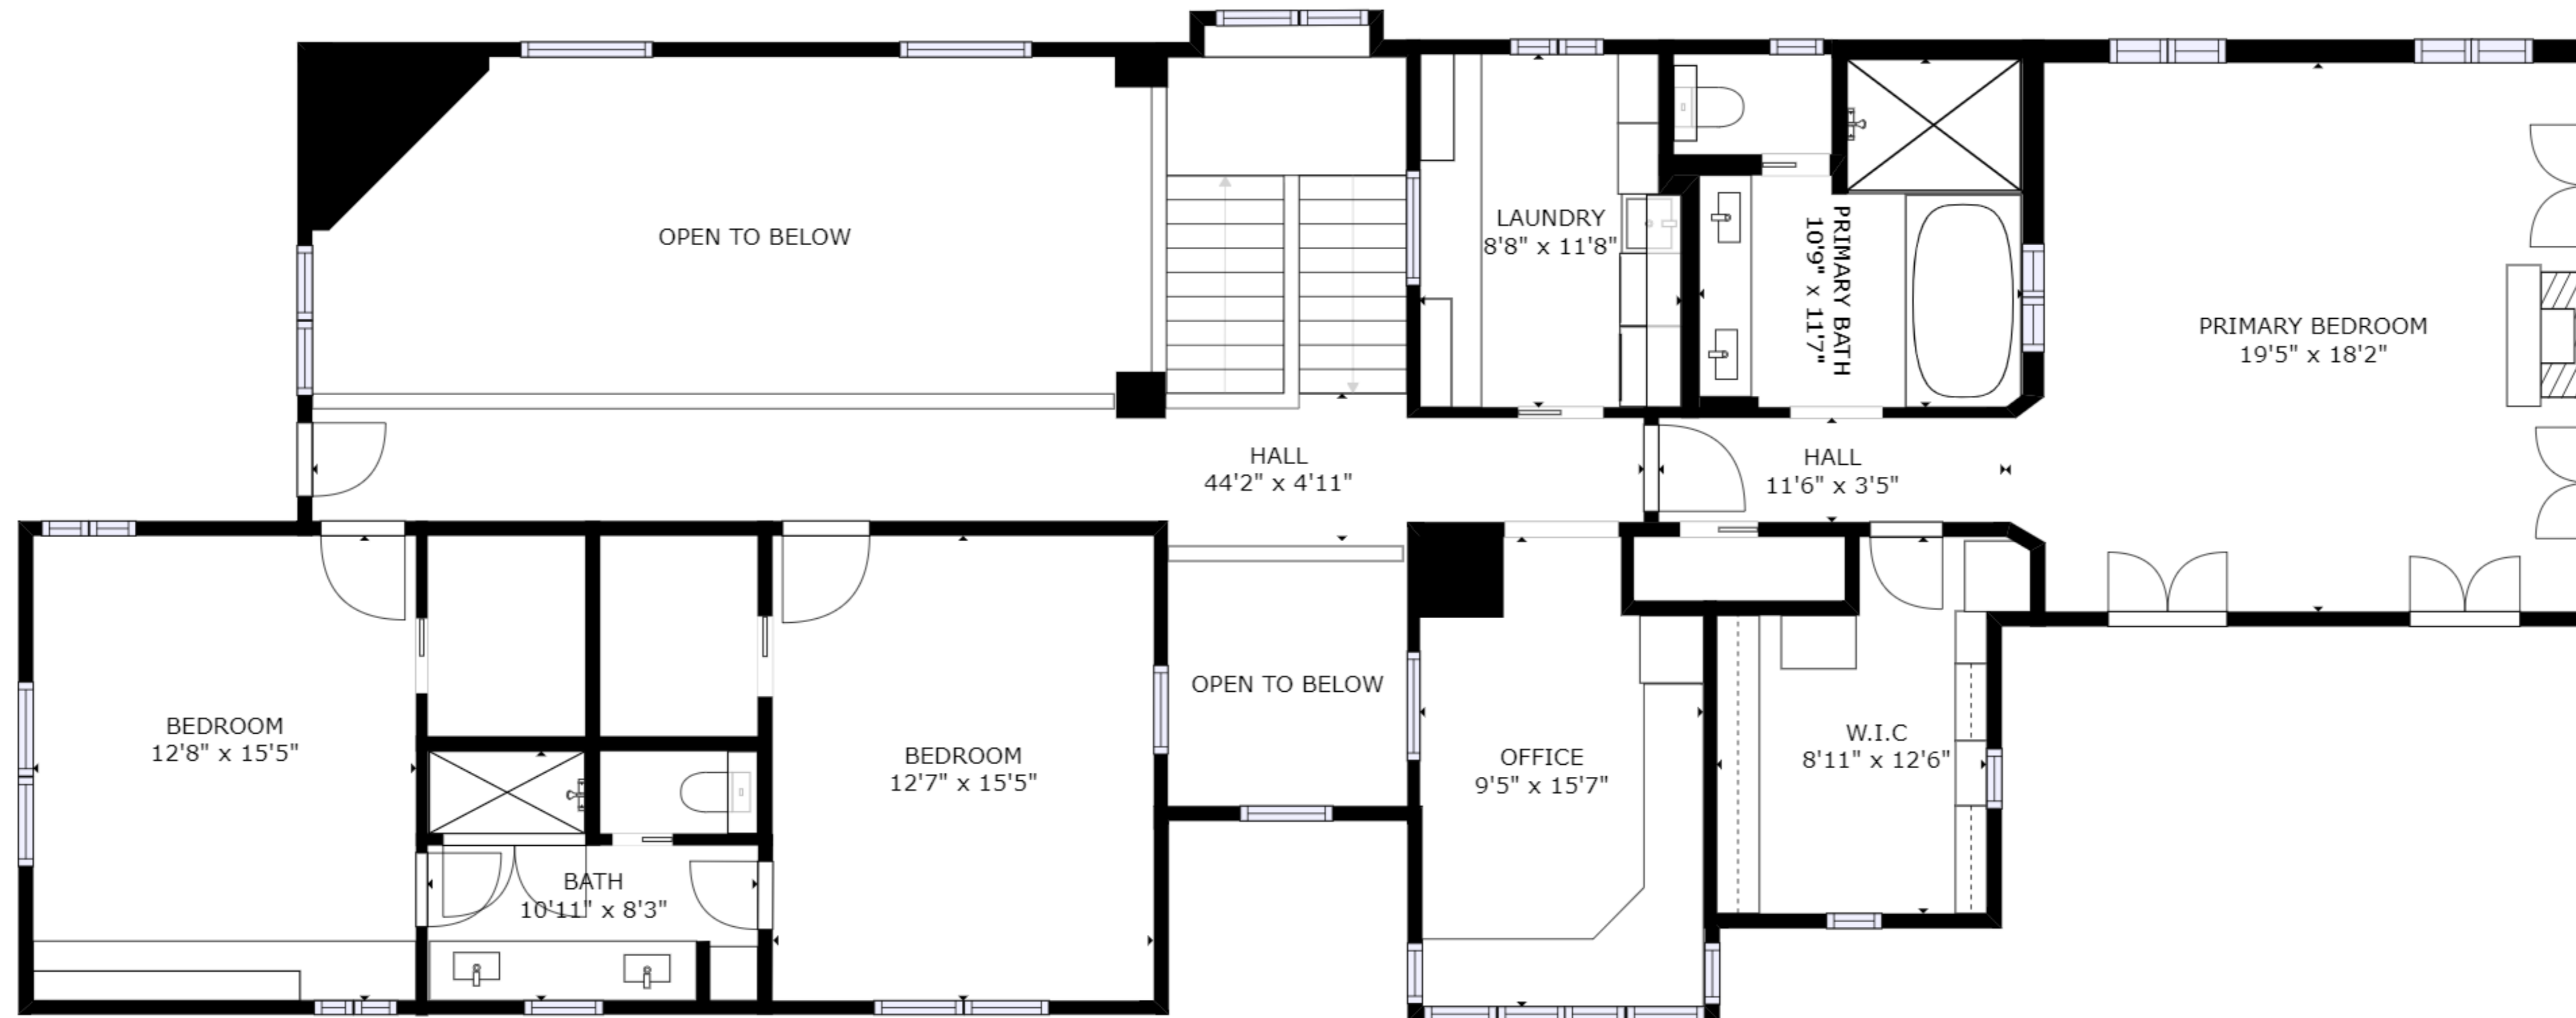 OPEN TO BELOW
LAUNDRY
8'8" x 11'8"
PRIMARY BATH
10'9" x 11'7"
PRIMARY BEDROOM
19'5" x 18'2"
HALL
44'2" x 4'11"
HALL
11'6" x 3'5"
BEDROOM
12'8" x 15'5"
BATH
10'11" x 8'3"
BEDROOM
12'7" x 15'5"
OPEN TO BELOW
OFFICE
9'5" x 15'7"
W.I.C
8'11" x 12'6"